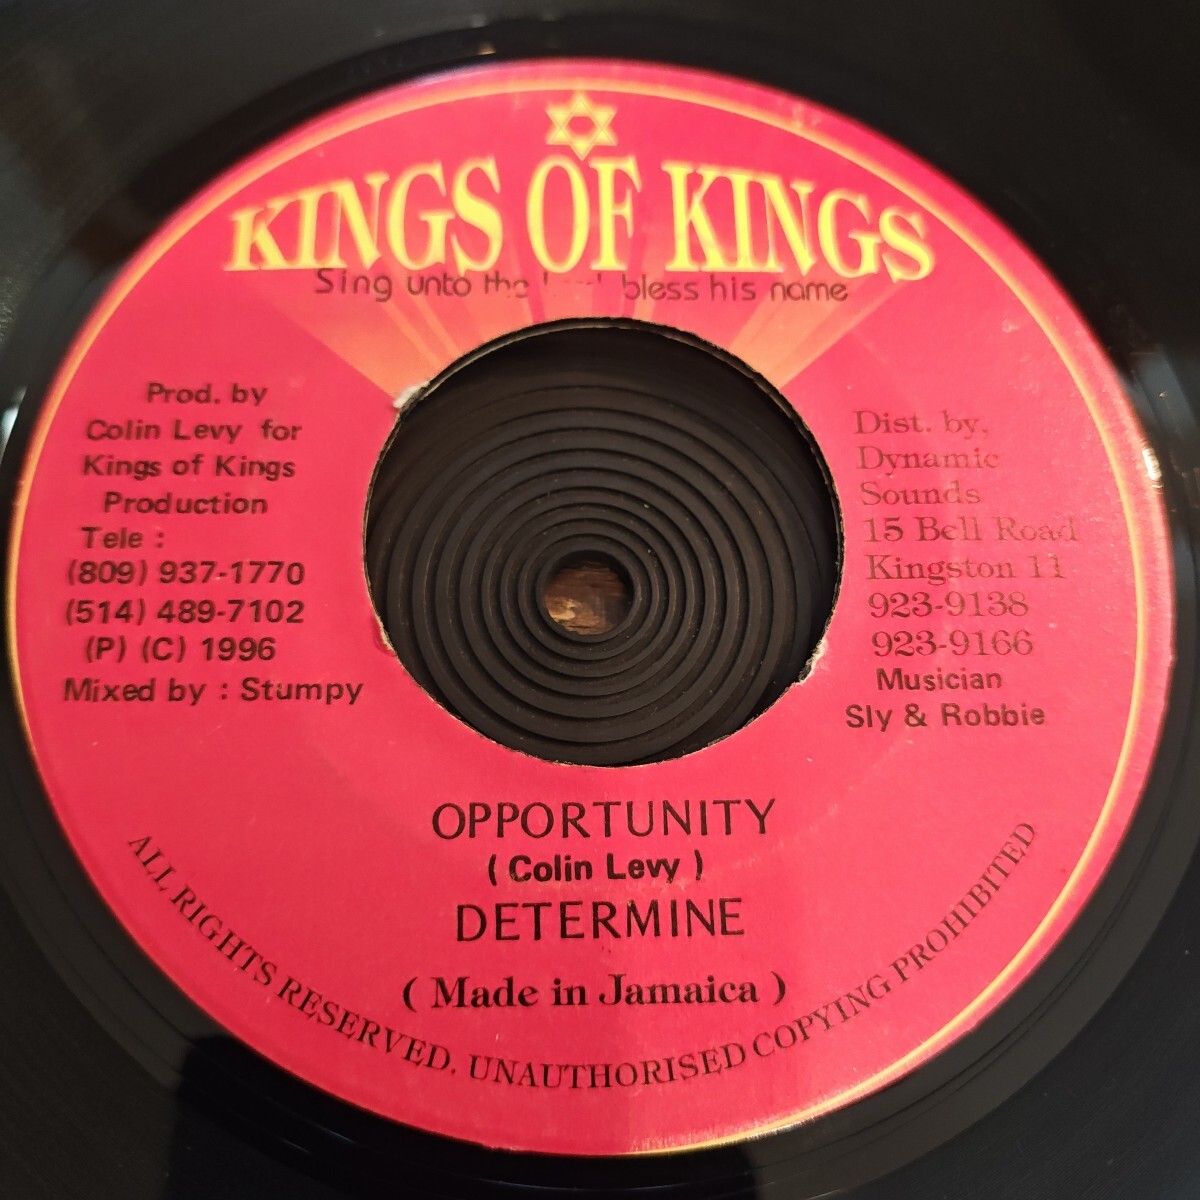 KINGS OF KINGS
Sing unto the bless his name
Prod. by
Colin Levy for
Kings of Kings
Production
Tele :
(809) 937-1770
(514) 489-7102
(P) (C) 1996
Mixed by : Stumpy
Dist. by,
Dynamic
Sounds
15 Bell Road
Kingston 11
923-9138
923-9166
Musician
Sly & Robbie
OPPORTUNITY
( Colin Levy )
DETERMINE
( Made in Jamaica )
ALL RIGHTS RESERVED. UNAUTHORISED COPYING PROHIBITED